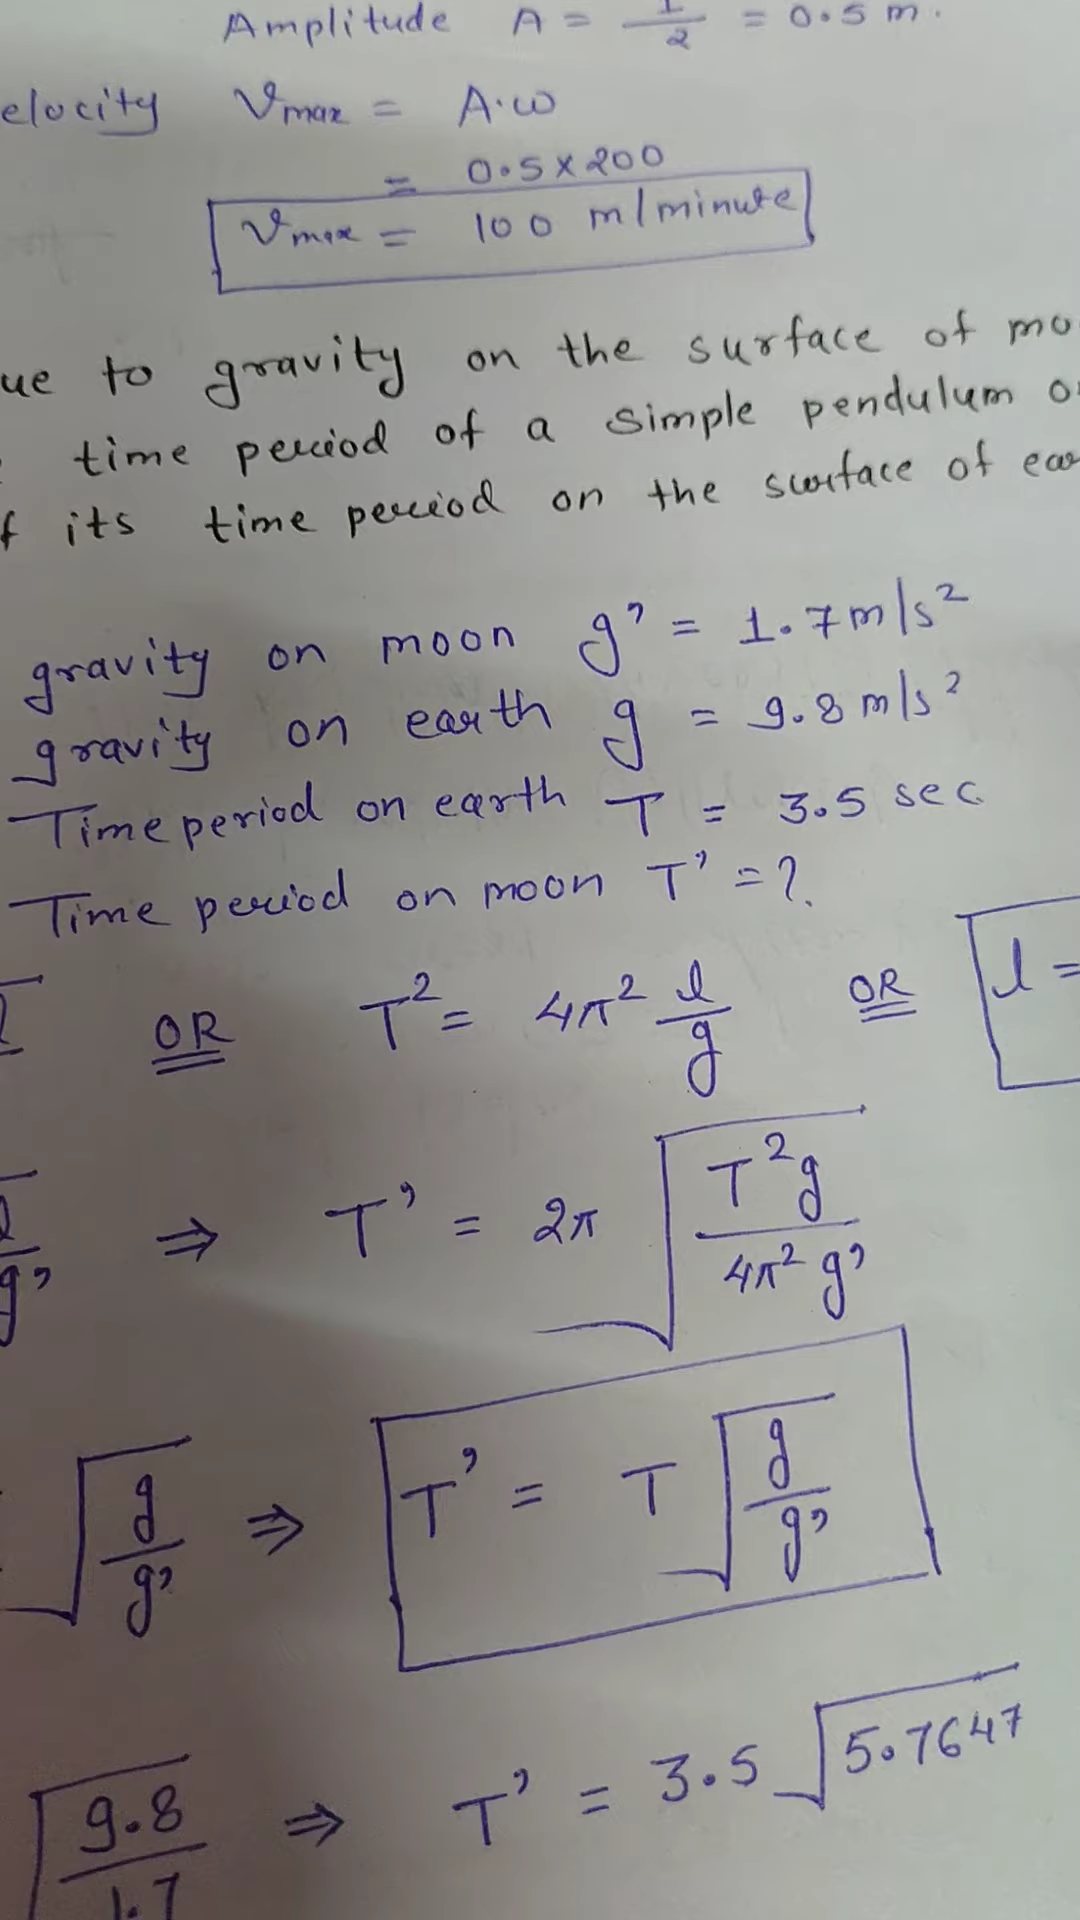 Amplitude A = 1/2 = 0.5 m.
elocity Vmax = A.ω
= 0.5 x 200
Vmax = 100 m/minute
ue to gravity on the surface of mo
time period of a simple pendulum o
f its time period on the surface of ear
gravity on moon g' = 1.7 m/s²
gravity on earth g = 9.8 m/s²
Time period on earth T = 3.5 sec
Time period on moon T' = ?.
OR T² = 4π² l/g OR l =
g' ⇒ T' = 2π √(T²g/4π²g')
√(g/g') ⇒ T' = T √(g/g')
√(9.8/1.7) ⇒ T' = 3.5 √5.7647